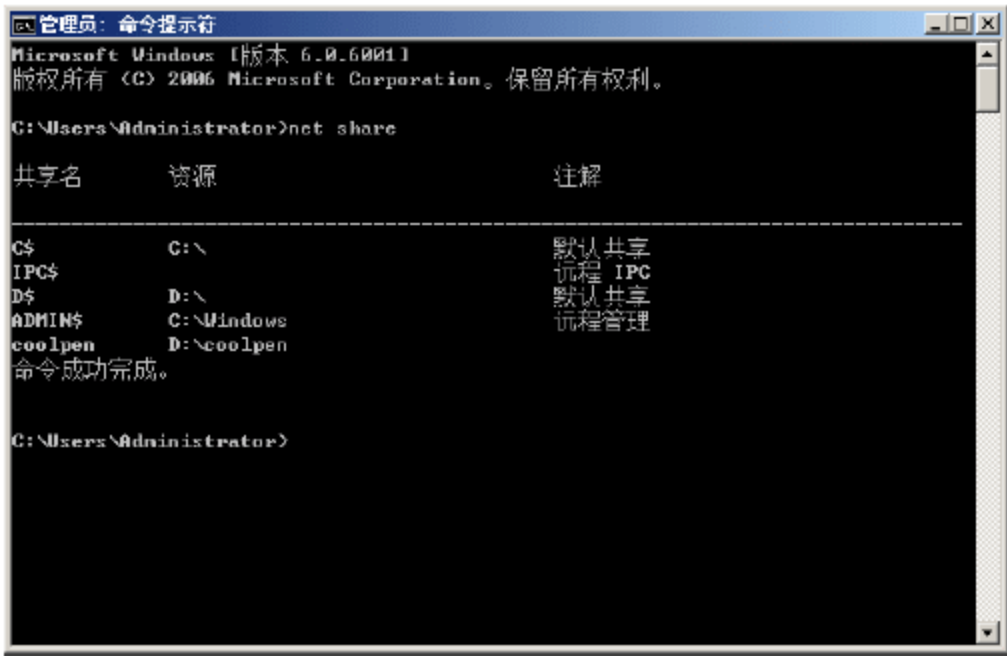 管理员: 命令提示符
Microsoft Windows [版本 6.0.6001]
版权所有 (C) 2006 Microsoft Corporation。保留所有权利。
C:\Users\Administrator>net share
共享名 资源 注解
-------------------------------------------------------------------------------
C$ C:\ 默认共享
IPC$ 远程 IPC
D$ D:\ 默认共享
ADMIN$ C:\Windows 远程管理
coolpen D:\coolpen
命令成功完成。
C:\Users\Administrator>